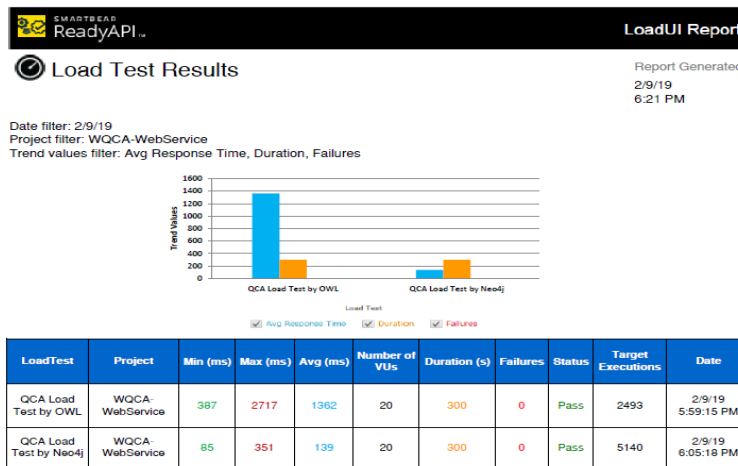 SMARTBEAR
ReadyAPI™
LoadUI Report
Load Test Results
Report Generated
2/9/19
6:21 PM
Date filter: 2/9/19
Project filter: WQCA-WebService
Trend values filter: Avg Response Time, Duration, Failures
1600
1400
1200
1000
800
600
400
200
0
Trend Values
QCA Load Test by OWL QCA Load Test by Neo4j
Load Test
Avg Response Time Duration Failures
LoadTest Project Min (ms) Max (ms) Avg (ms) Number of VUs Duration (s) Failures Status Target Executions Date
QCA Load Test by OWL WQCA-WebService 387 2717 1362 20 300 0 Pass 2493 2/9/19 5:59:15 PM
QCA Load Test by Neo4j WQCA-WebService 85 351 139 20 300 0 Pass 5140 2/9/19 6:05:18 PM